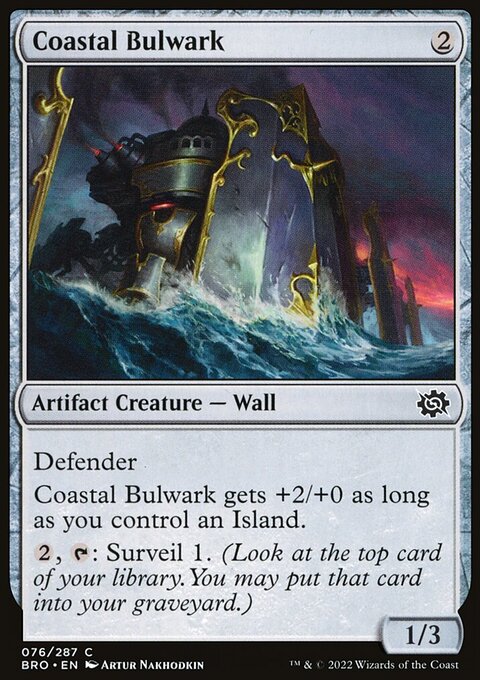 Coastal Bulwark 2
Artifact Creature — Wall
Defender
Coastal Bulwark gets +2/+0 as long
as you control an Island.
2, : Surveil 1. (Look at the top card
of your library. You may put that card
into your graveyard.)
1/3
076/287 C
BRO • EN Artur Nakhodkin
™ & © 2022 Wizards of the Coast